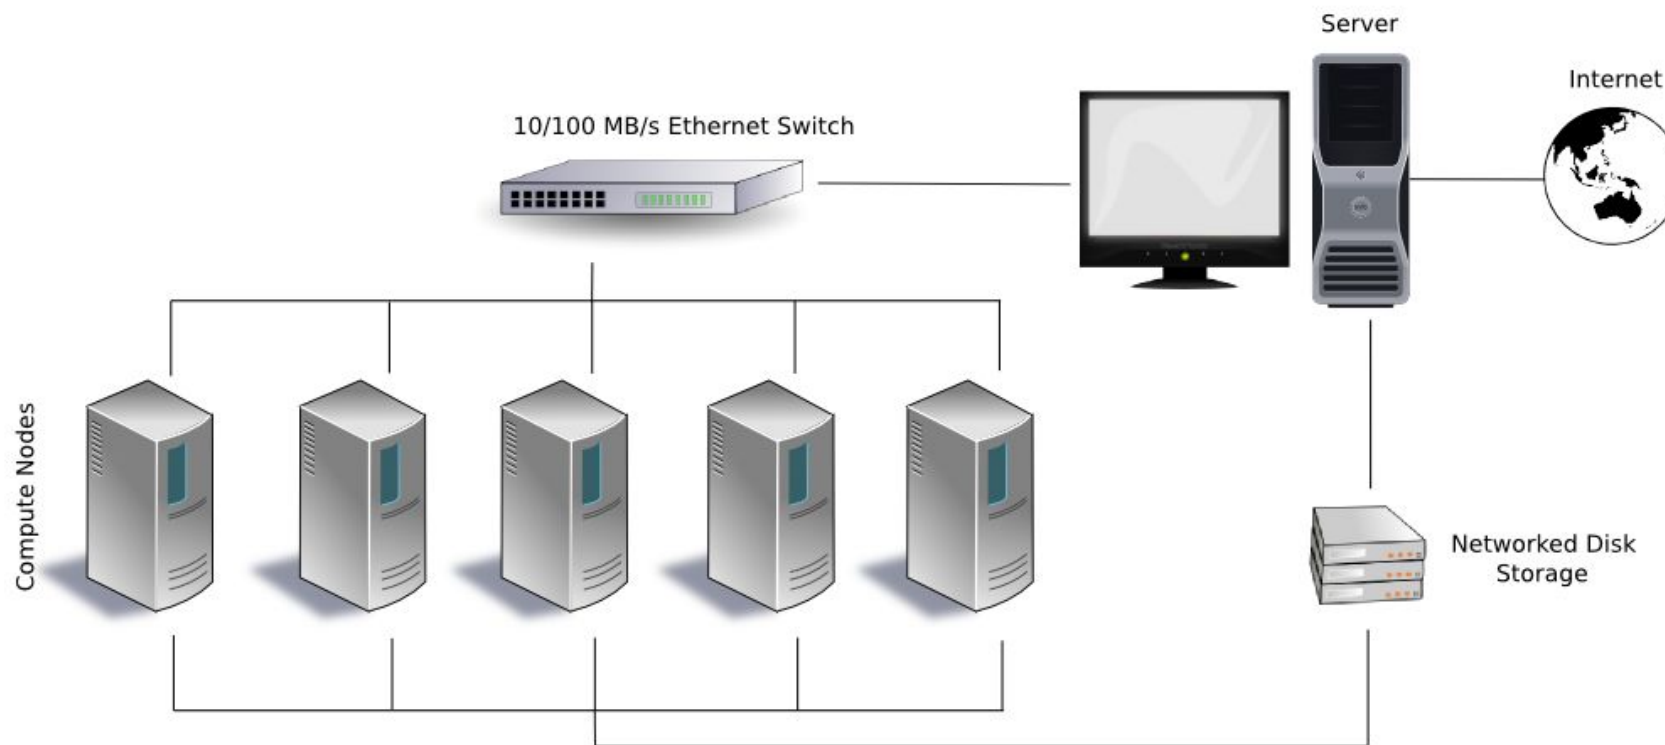 Server
Internet
10/100 MB/s Ethernet Switch
Compute Nodes
Networked Disk
Storage